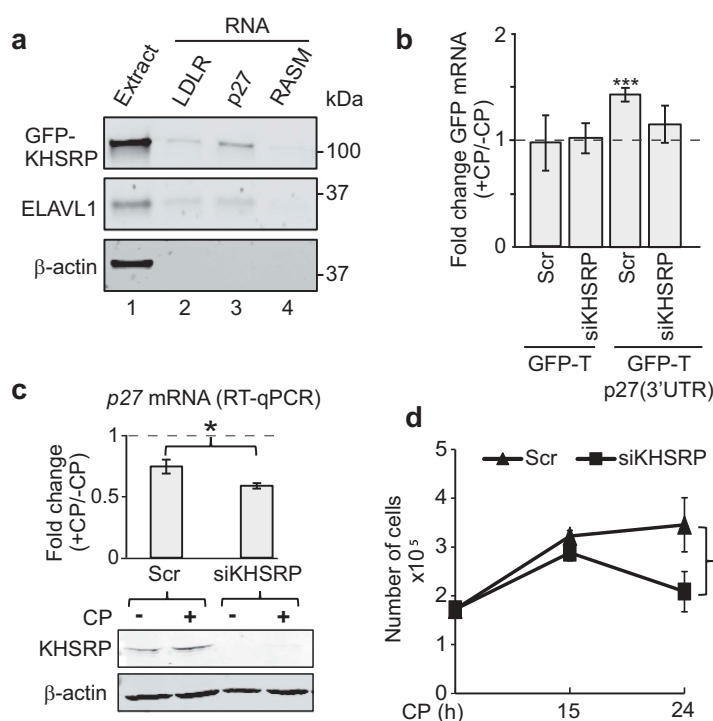 a
RNA
Extract
LDLR
p27
RASM
kDa
GFP-
KHSRP
100
37
ELAVL1
β-actin
37
1 2 3 4
b
Fold change GFP mRNA
(+CP/-CP)
2
1
0
***
Scr
siKHSRP
Scr
siKHSRP
GFP-T
GFP-T
p27(3'UTR)
c
p27 mRNA (RT-qPCR)
Fold change
(+CP/-CP)
1
0.5
0
*
Scr siKHSRP
CP - + - +
KHSRP
β-actin
d
Scr siKHSRP
Number of cells
x10⁵
5
4
3
2
1
0
CP (h) 15 24